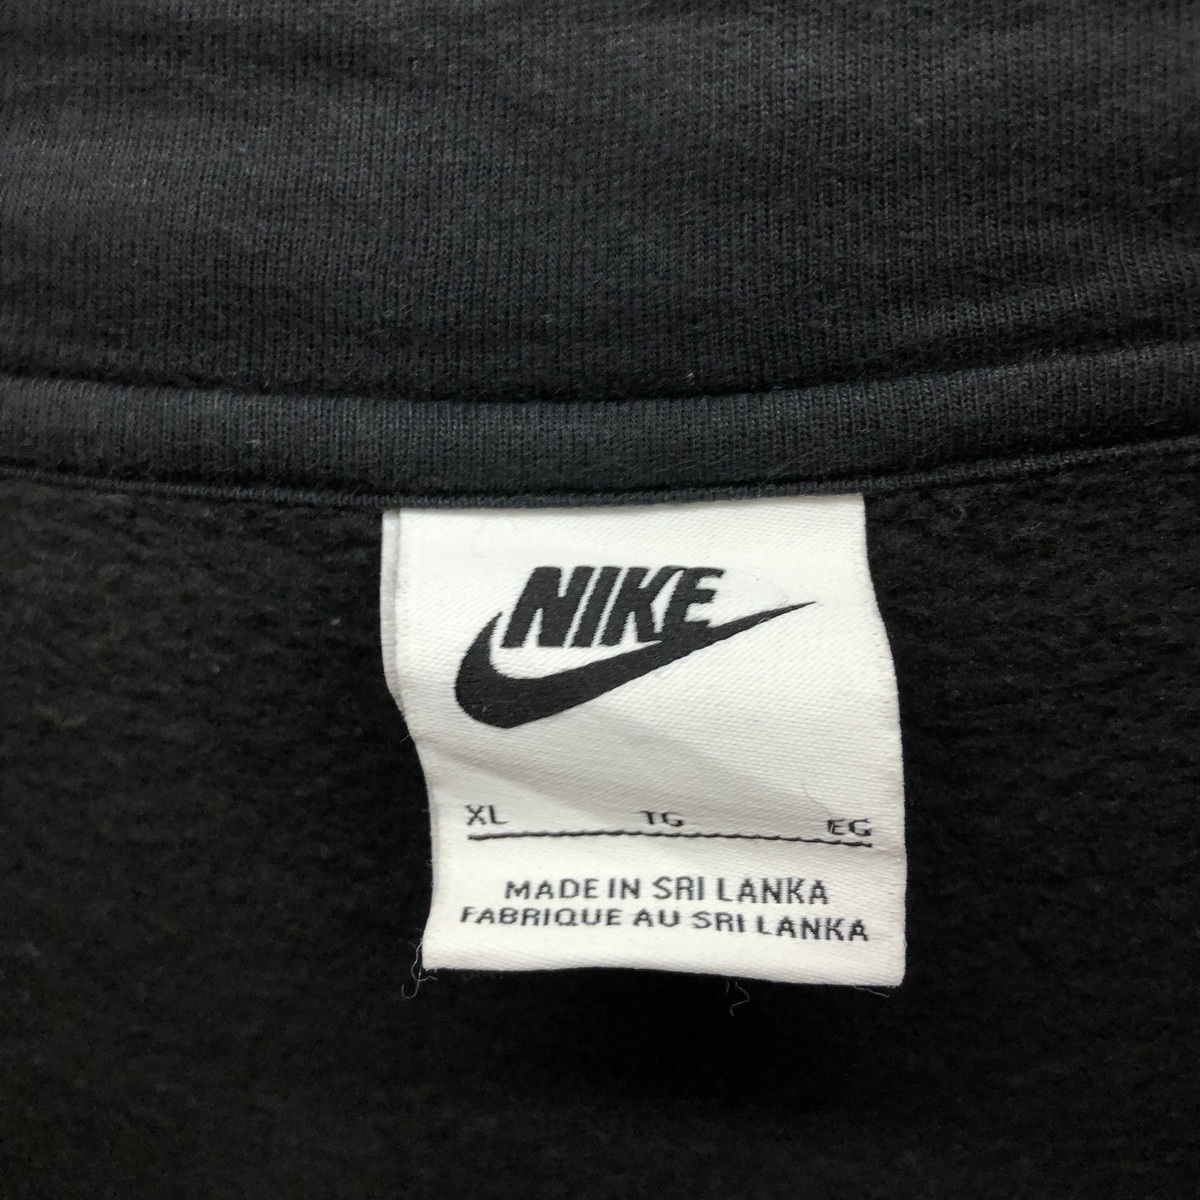 NIKE
XL TG EG
MADE IN SRI LANKA
FABRIQUE AU SRI LANKA